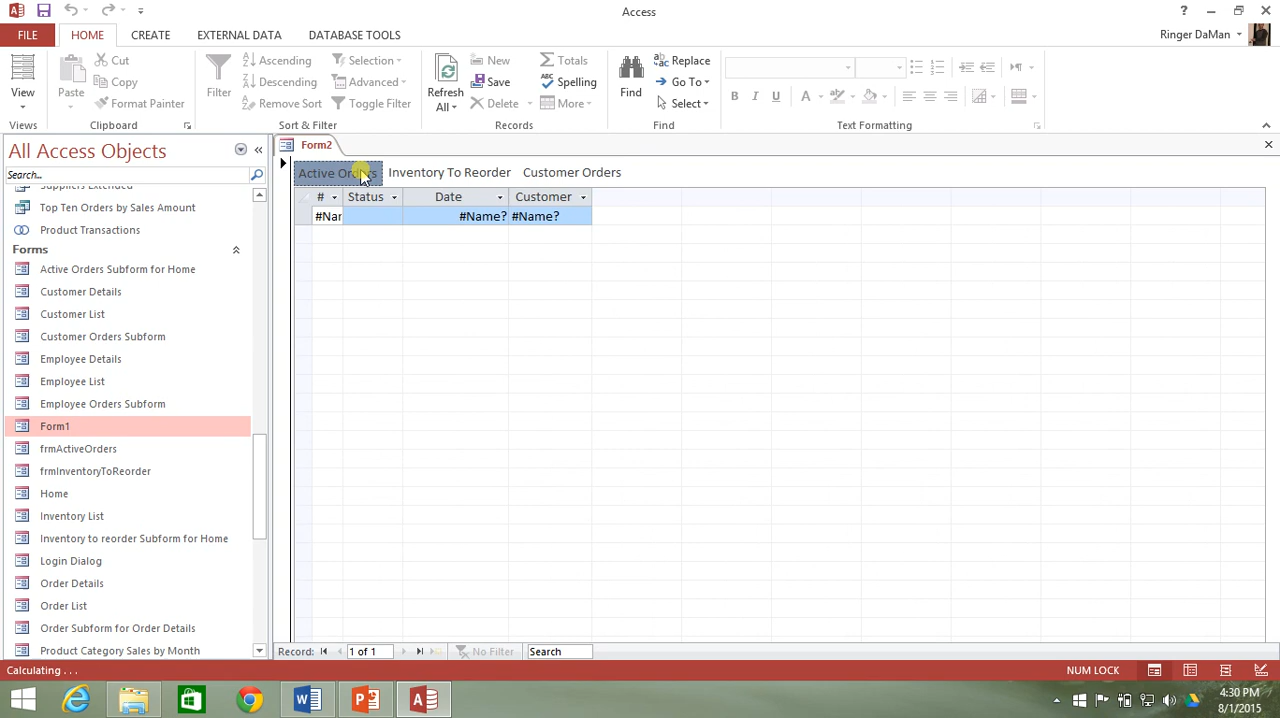 Access
?
Ringer DaMan
FILE
HOME
CREATE
EXTERNAL DATA
DATABASE TOOLS
View
Views
Paste
Cut
Copy
Format Painter
Clipboard
Filter
Ascending
Descending
Remove Sort
Selection
Advanced
Toggle Filter
Sort & Filter
Refresh
All
New
Save
Delete
Totals
Spelling
More
Records
Find
Replace
Go To
Select
Find
B I U
A
Text Formatting
All Access Objects
Search...
Suppliers Extended
Top Ten Orders by Sales Amount
Product Transactions
Forms
Active Orders Subform for Home
Customer Details
Customer List
Customer Orders Subform
Employee Details
Employee List
Employee Orders Subform
Form1
frmActiveOrders
frmInventoryToReorder
Home
Inventory List
Inventory to reorder Subform for Home
Login Dialog
Order Details
Order List
Order Subform for Order Details
Product Category Sales by Month
Form2
Active Orders Inventory To Reorder Customer Orders
# Status Date Customer
#Nar #Name? #Name?
Record: 1 of 1 No Filter Search
Calculating . . .
NUM LOCK
4:30 PM
8/1/2015